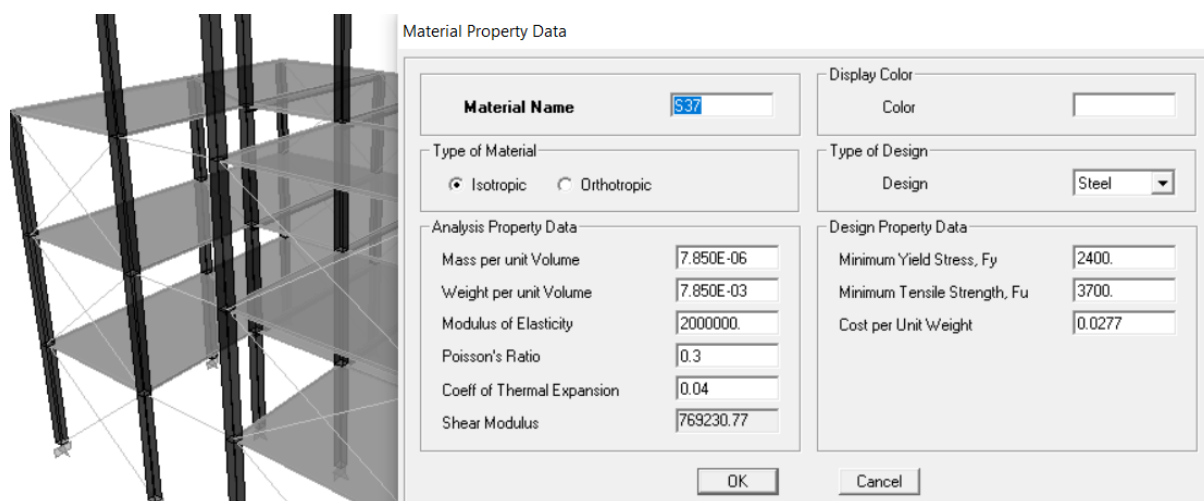 Material Property Data
Material Name S37
Display Color
Color
Type of Material
Isotropic Orthotropic
Type of Design
Design Steel
Analysis Property Data
Mass per unit Volume 7.850E-06
Weight per unit Volume 7.850E-03
Modulus of Elasticity 2000000.
Poisson's Ratio 0.3
Coeff of Thermal Expansion 0.04
Shear Modulus 769230.77
Design Property Data
Minimum Yield Stress, Fy 2400.
Minimum Tensile Strength, Fu 3700.
Cost per Unit Weight 0.0277
OK Cancel